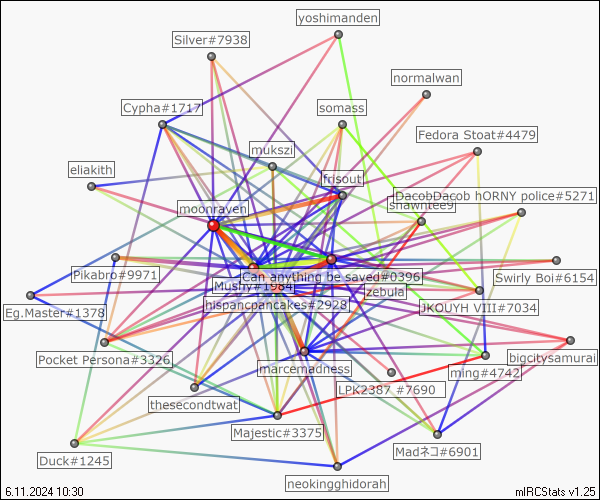 yoshimanden
Silver#7938
normalwan
Cypha#1717
somass
Fedora Stoat#4479
mukszi
eliakith
frisout
DacobDacob hORNY police#5271
shawntee9
moonraven
Pikabro#9971
Can anything be saved#0396
Swirly Boi#6154
Mushy#1984
zebula
Eg.Master#1378
hispancpancakes#2928
JKOUYH VIII#7034
Pocket Persona#3326
bigcitysamurai
marcemadness
ming#4742
LPK2387 #7690
thesecondtwat
Majestic#3375
Madネコ#6901
Duck#1245
neokingghidorah
6.11.2024 10:30
mIRCStats v1.25